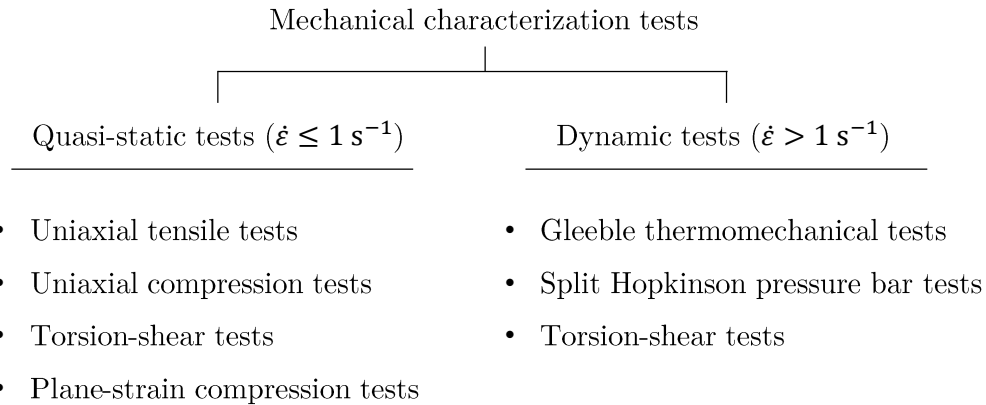 Mechanical characterization tests
Quasi-static tests (ε̇ ≤ 1 s⁻¹)
• Uniaxial tensile tests
• Uniaxial compression tests
• Torsion-shear tests
• Plane-strain compression tests
Dynamic tests (ε̇ > 1 s⁻¹)
• Gleeble thermomechanical tests
• Split Hopkinson pressure bar tests
• Torsion-shear tests